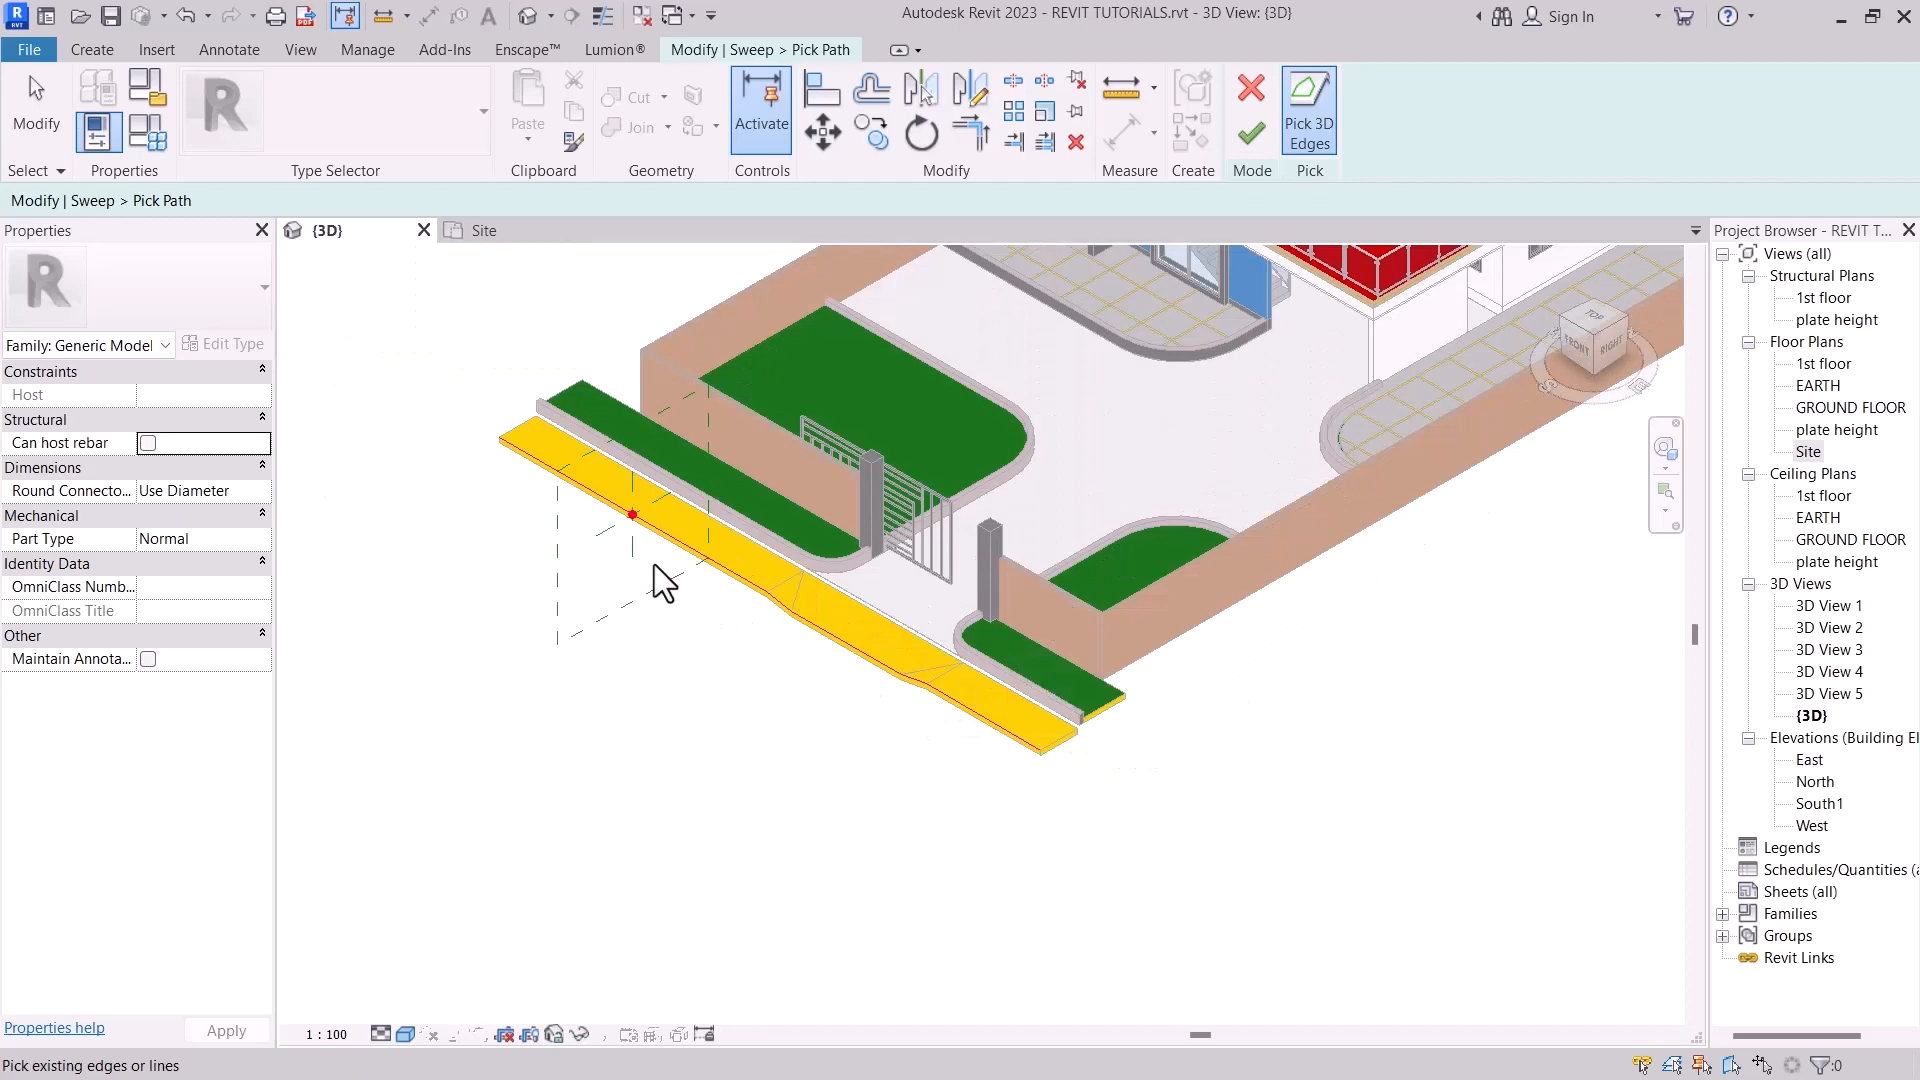 Autodesk Revit 2023 - REVIT TUTORIALS.rvt - 3D View: {3D}
Sign In
File
Create
Insert
Annotate
View
Manage
Add-Ins
Enscape™
Lumion®
Modify | Sweep > Pick Path
Modify
Paste
Cut
Join
Activate
Pick 3D
Edges
Select
Properties
Type Selector
Clipboard
Geometry
Controls
Modify
Measure
Create
Mode
Pick
Modify | Sweep > Pick Path
Properties
{3D}
Site
Project Browser - REVIT T...
Family: Generic Model
Edit Type
Constraints
Host
Structural
Can host rebar
Dimensions
Round Connecto...
Use Diameter
Mechanical
Part Type
Normal
Identity Data
OmniClass Numb...
OmniClass Title
Other
Maintain Annota...
Properties help
Apply
TOP
FRONT
RIGHT
Views (all)
Structural Plans
1st floor
plate height
Floor Plans
1st floor
EARTH
GROUND FLOOR
plate height
Site
Ceiling Plans
1st floor
EARTH
GROUND FLOOR
plate height
3D Views
3D View 1
3D View 2
3D View 3
3D View 4
3D View 5
{3D}
Elevations (Building El
East
North
South1
West
Legends
Schedules/Quantities (a
Sheets (all)
Families
Groups
Revit Links
1 : 100
Pick existing edges or lines
:0